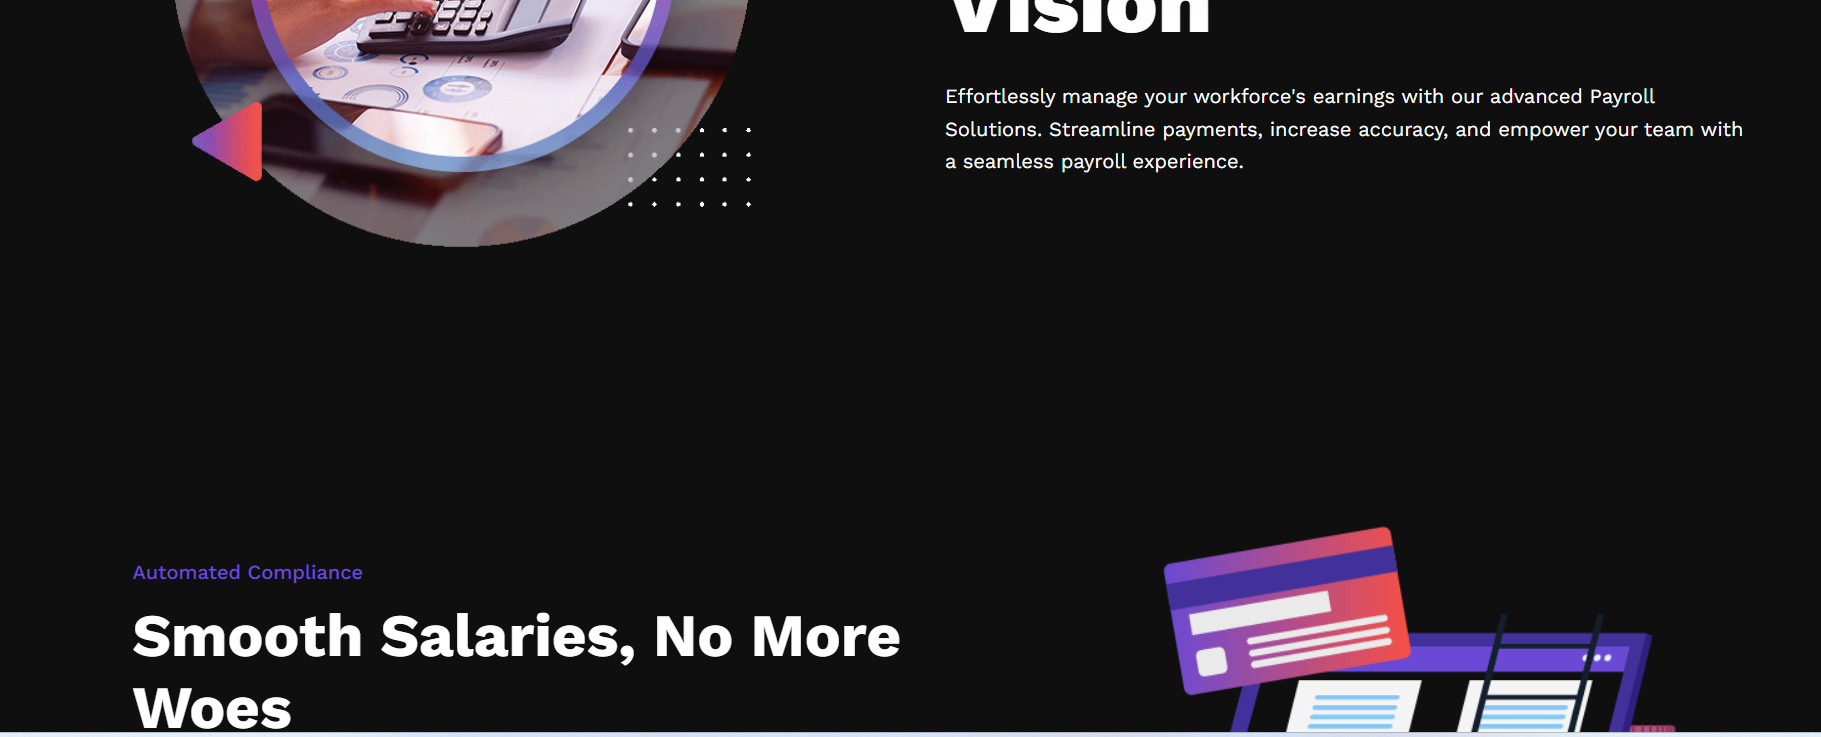 Vision
Effortlessly manage your workforce's earnings with our advanced Payroll
Solutions. Streamline payments, increase accuracy, and empower your team with
a seamless payroll experience.
Automated Compliance
Smooth Salaries, No More
Woes